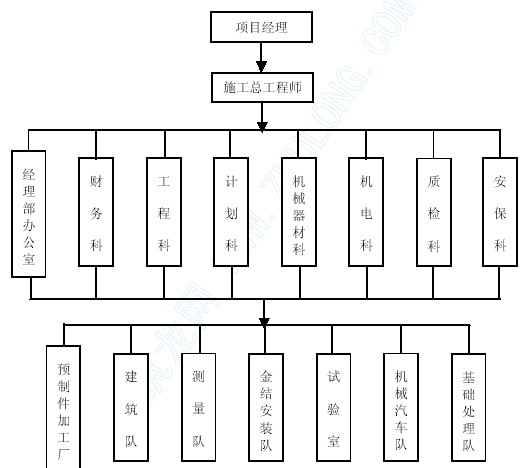 项目经理
施工总工程师
经理部办公室
财务科
工程科
计划科
机械器材科
机电科
质检科
安保科
预制件加工厂
建筑队
测量队
金结安装队
试验室
机械汽车队
基础处理队